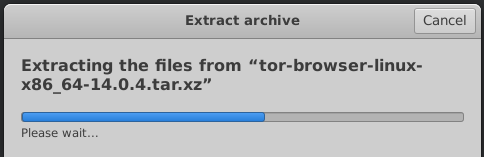 Extract archive
Cancel
Extracting the files from “tor-browser-linux-
x86_64-14.0.4.tar.xz”
Please wait…